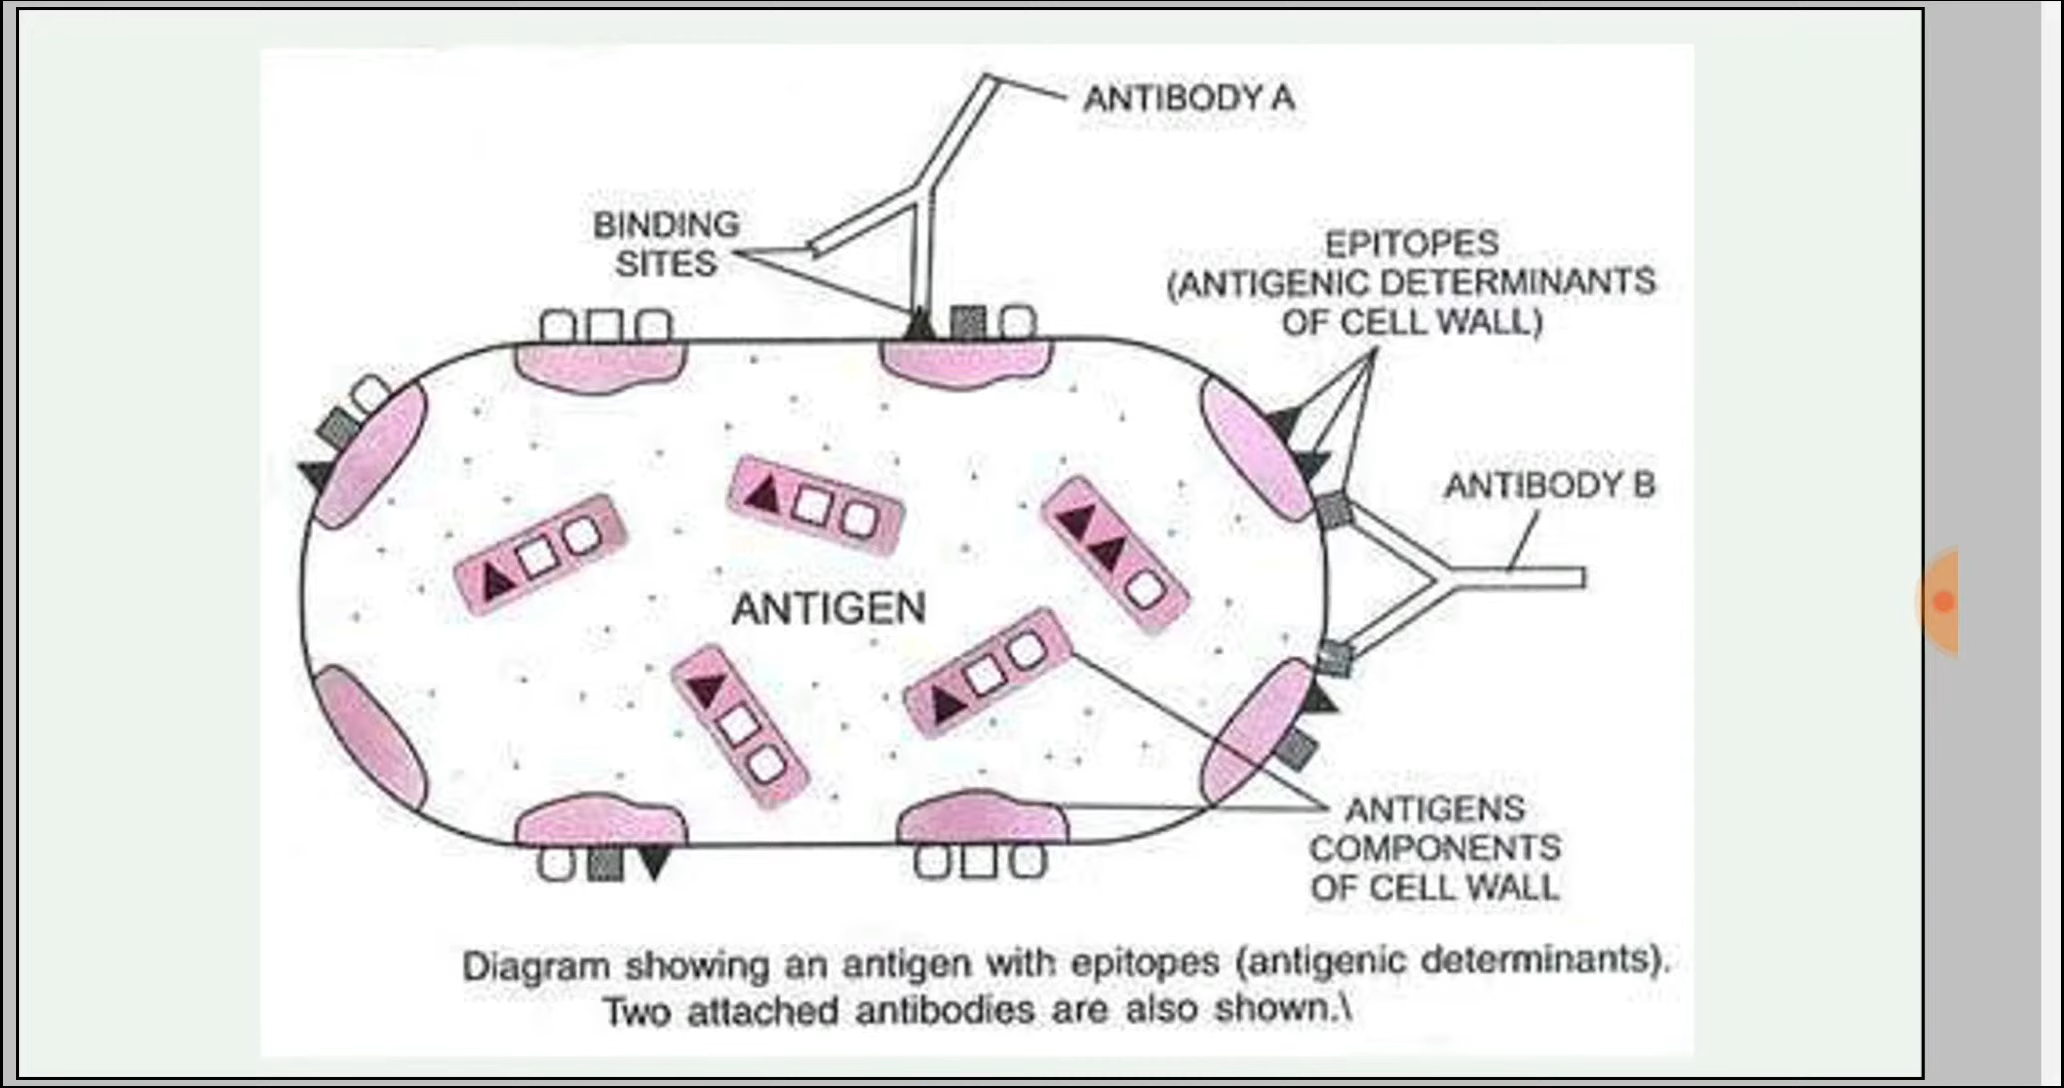 ANTIBODY A
BINDING
SITES
EPITOPES
(ANTIGENIC DETERMINANTS
OF CELL WALL)
ANTIBODY B
ANTIGEN
ANTIGENS
COMPONENTS
OF CELL WALL
Diagram showing an antigen with epitopes (antigenic determinants).
Two attached antibodies are also shown.\